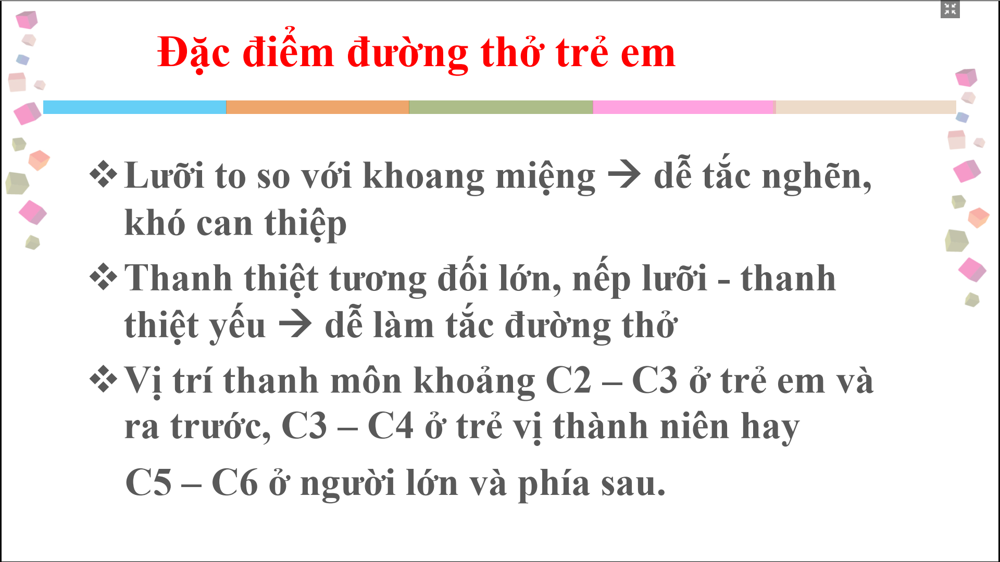 Đặc điểm đường thở trẻ em
❖ Lưỡi to so với khoang miệng → dễ tắc nghẽn,
khó can thiệp
❖ Thanh thiệt tương đối lớn, nếp lưỡi - thanh
thiệt yếu → dễ làm tắc đường thở
❖ Vị trí thanh môn khoảng C2 – C3 ở trẻ em và
ra trước, C3 – C4 ở trẻ vị thành niên hay
C5 – C6 ở người lớn và phía sau.